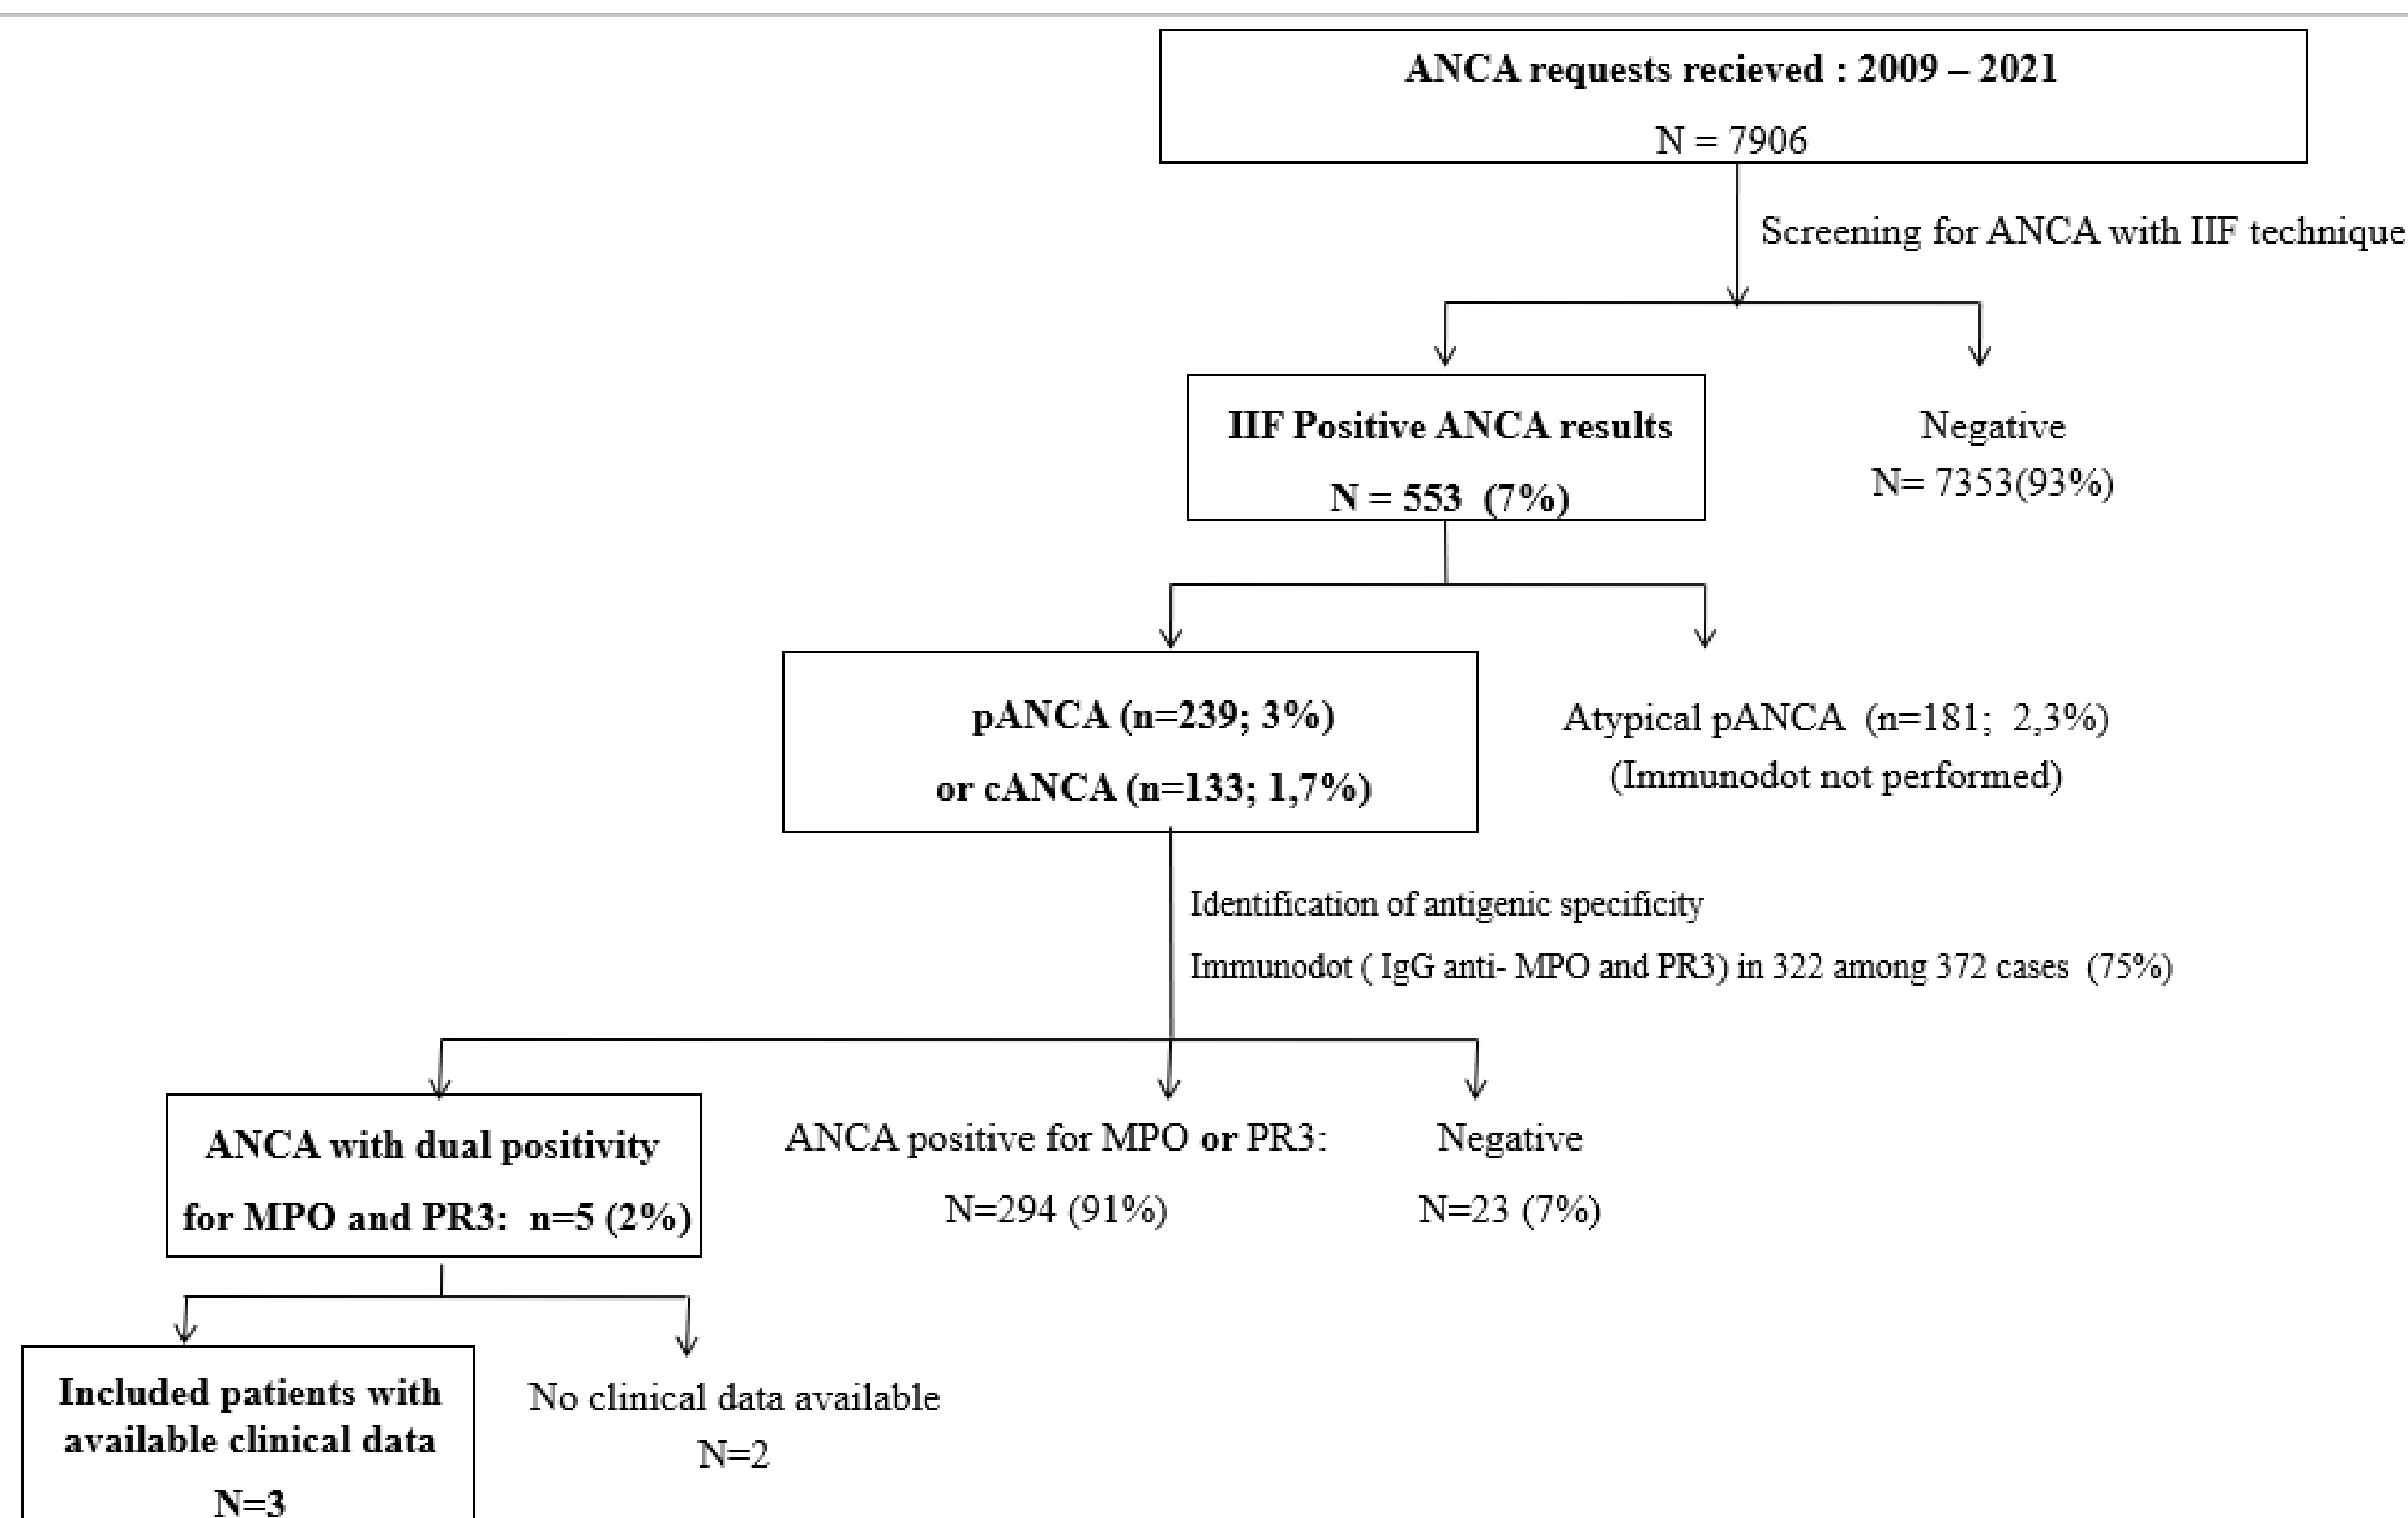 ANCA requests recieved : 2009 – 2021
N = 7906
Screening for ANCA with IIF technique
IIF Positive ANCA results
N = 553 (7%)
Negative
N= 7353(93%)
pANCA (n=239; 3%)
or cANCA (n=133; 1,7%)
Atypical pANCA (n=181; 2,3%)
(Immunodot not performed)
Identification of antigenic specificity
Immunodot ( IgG anti- MPO and PR3) in 322 among 372 cases (75%)
ANCA with dual positivity
for MPO and PR3: n=5 (2%)
ANCA positive for MPO or PR3:
N=294 (91%)
Negative
N=23 (7%)
Included patients with
available clinical data
N=3
No clinical data available
N=2